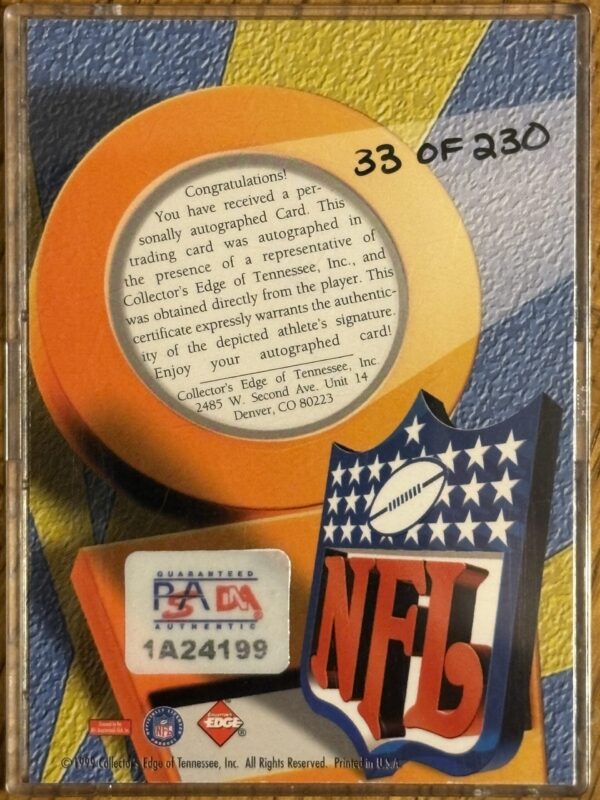 33 OF 230
Congratulations!
You have received a per-
sonally autographed Card. This
trading card was autographed in
the presence of a representative of
Collector's Edge of Tennessee, Inc., and
was obtained directly from the player. This
certificate expressly warrants the authentic-
ity of the depicted athlete's signature.
Enjoy your autographed card!
Collector's Edge of Tennessee, Inc.
2485 W. Second Ave. Unit 14
Denver, CO 80223
NFL
GUARANTEED
PSA DNA
AUTHENTIC
1A24199
NFL
COLLECTOR'S
EDGE®
©1999 Collector's Edge of Tennessee, Inc. All Rights Reserved. Printed in U.S.A.